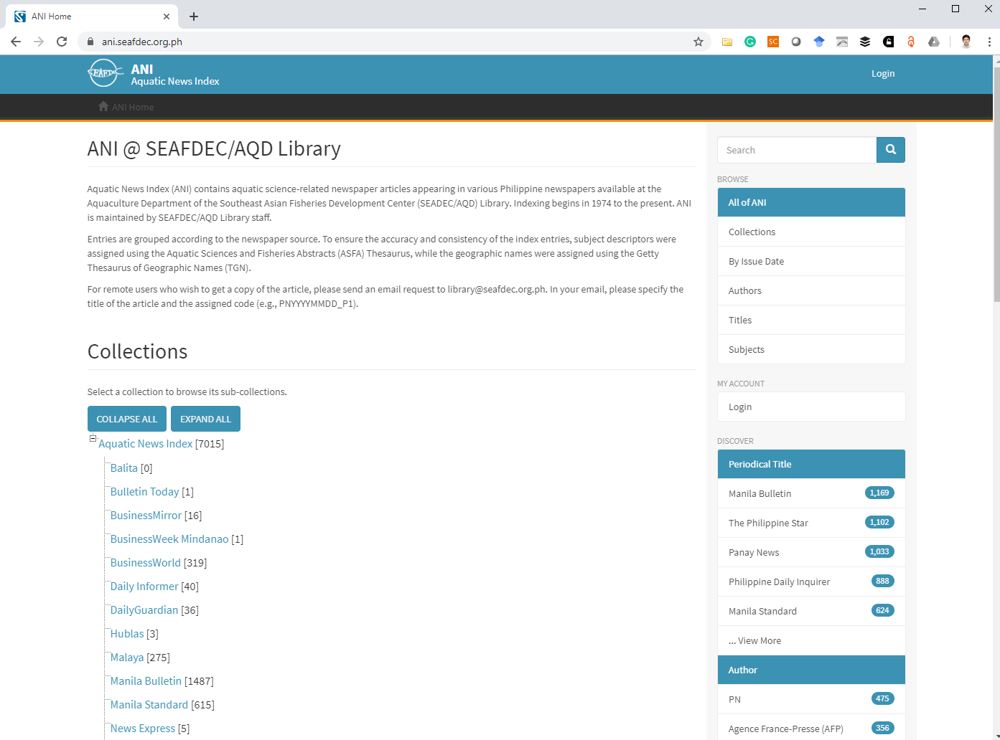 ANI Home
ani.seafdec.org.ph
SC
SEAFDEC
ANI
Aquatic News Index
Login
ANI Home
ANI @ SEAFDEC/AQD Library
Aquatic News Index (ANI) contains aquatic science-related newspaper articles appearing in various Philippine newspapers available at the
Aquaculture Department of the Southeast Asian Fisheries Development Center (SEADEC/AQD) Library. Indexing begins in 1974 to the present. ANI
is maintained by SEAFDEC/AQD Library staff.
Entries are grouped according to the newspaper source. To ensure the accuracy and consistency of the index entries, subject descriptors were
assigned using the Aquatic Sciences and Fisheries Abstracts (ASFA) Thesaurus, while the geographic names were assigned using the Getty
Thesaurus of Geographic Names (TGN).
For remote users who wish to get a copy of the article, please send an email request to library@seafdec.org.ph. In your email, please specify the
title of the article and the assigned code (e.g., PNYYYYMMDD_P1).
Collections
Select a collection to browse its sub-collections.
COLLAPSE ALL EXPAND ALL
Aquatic News Index [7015]
Balita [0]
Bulletin Today [1]
BusinessMirror [16]
BusinessWeek Mindanao [1]
BusinessWorld [319]
Daily Informer [40]
DailyGuardian [36]
Hublas [3]
Malaya [275]
Manila Bulletin [1487]
Manila Standard [615]
News Express [5]
Search
BROWSE
All of ANI
Collections
By Issue Date
Authors
Titles
Subjects
MY ACCOUNT
Login
DISCOVER
Periodical Title
Manila Bulletin 1,169
The Philippine Star 1,102
Panay News 1,033
Philippine Daily Inquirer 888
Manila Standard 624
... View More
Author
PN 475
Agence France-Presse (AFP) 356